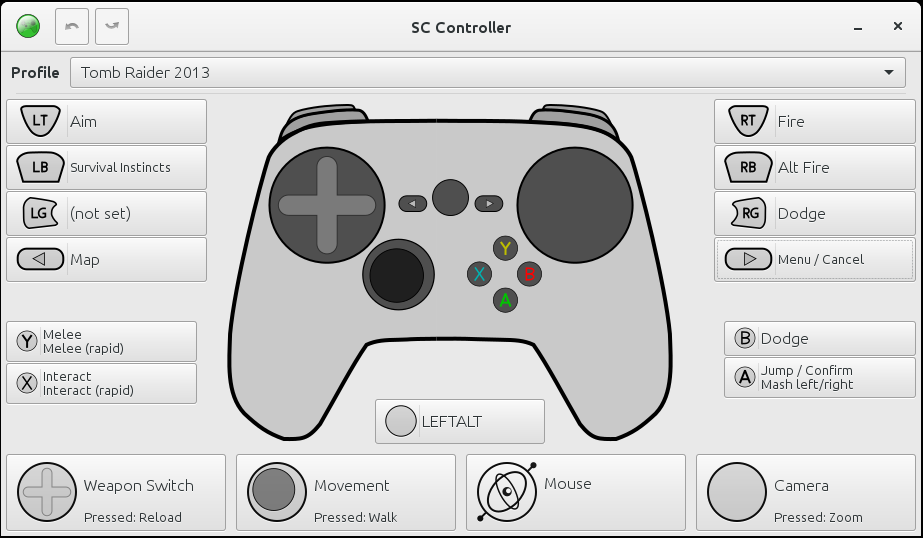 SC Controller
Profile
Tomb Raider 2013
LT Aim
RT Fire
LB Survival Instincts
RB Alt Fire
LG (not set)
RG Dodge
Map
Menu / Cancel
Y
X
B
A
Y Melee
Melee (rapid)
B Dodge
X Interact
Interact (rapid)
A Jump / Confirm
Mash left/right
LEFTALT
Weapon Switch
Pressed: Reload
Movement
Pressed: Walk
Mouse
Camera
Pressed: Zoom